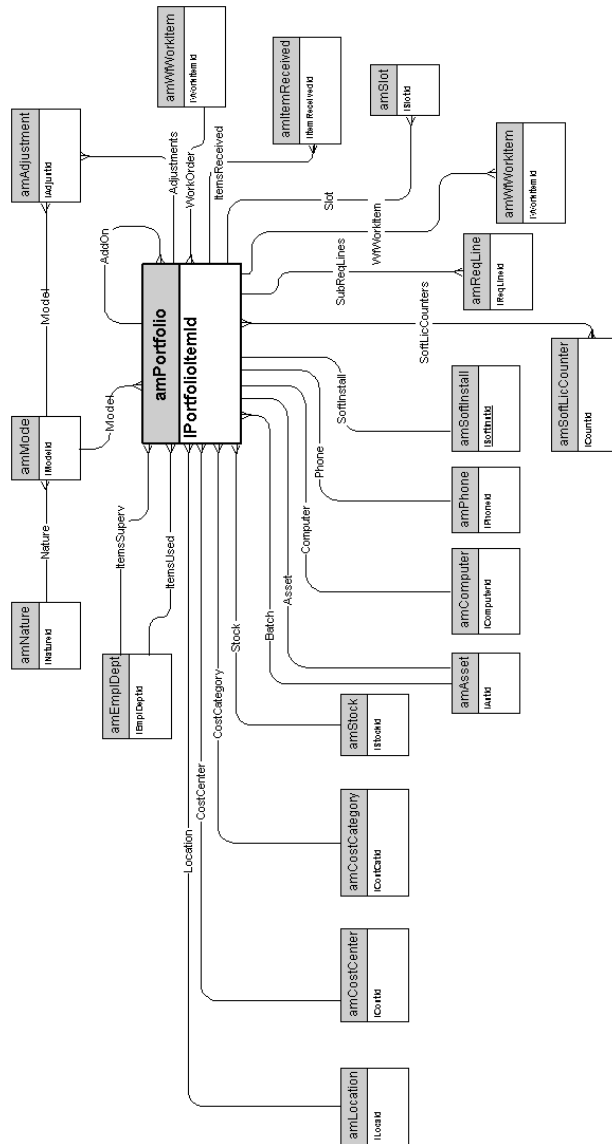 amNature
lNatureId
Nature
amMode
lModelId
Model
amAdjustment
lAdjustId
amEmplDept
lEmplDeptId
ItemsSuperv
ItemsUsed
Model
AddOn
Adjustments
WorkOrder
amWfWorkItem
lWorkItemId
amPortfolio
lPortfolioItemId
ItemsReceived
amItemReceived
lItemReceivedId
Location
CostCenter
CostCategory
Stock
Batch
Asset
Computer
Phone
SoftInstall
SoftLicCounters
SubReqLines
WfWorkItem
Slot
amSlot
lSlotId
amLocation
lLocaId
amCostCenter
lCostId
amCostCategory
lCostCatId
amStock
lStockId
amAsset
lAstId
amComputer
lComputerId
amPhone
lPhoneId
amSoftInstall
lSoftInstId
amReqLine
lReqLineId
amWfWorkItem
lWorkItemId
amSoftLicCounter
lCountId